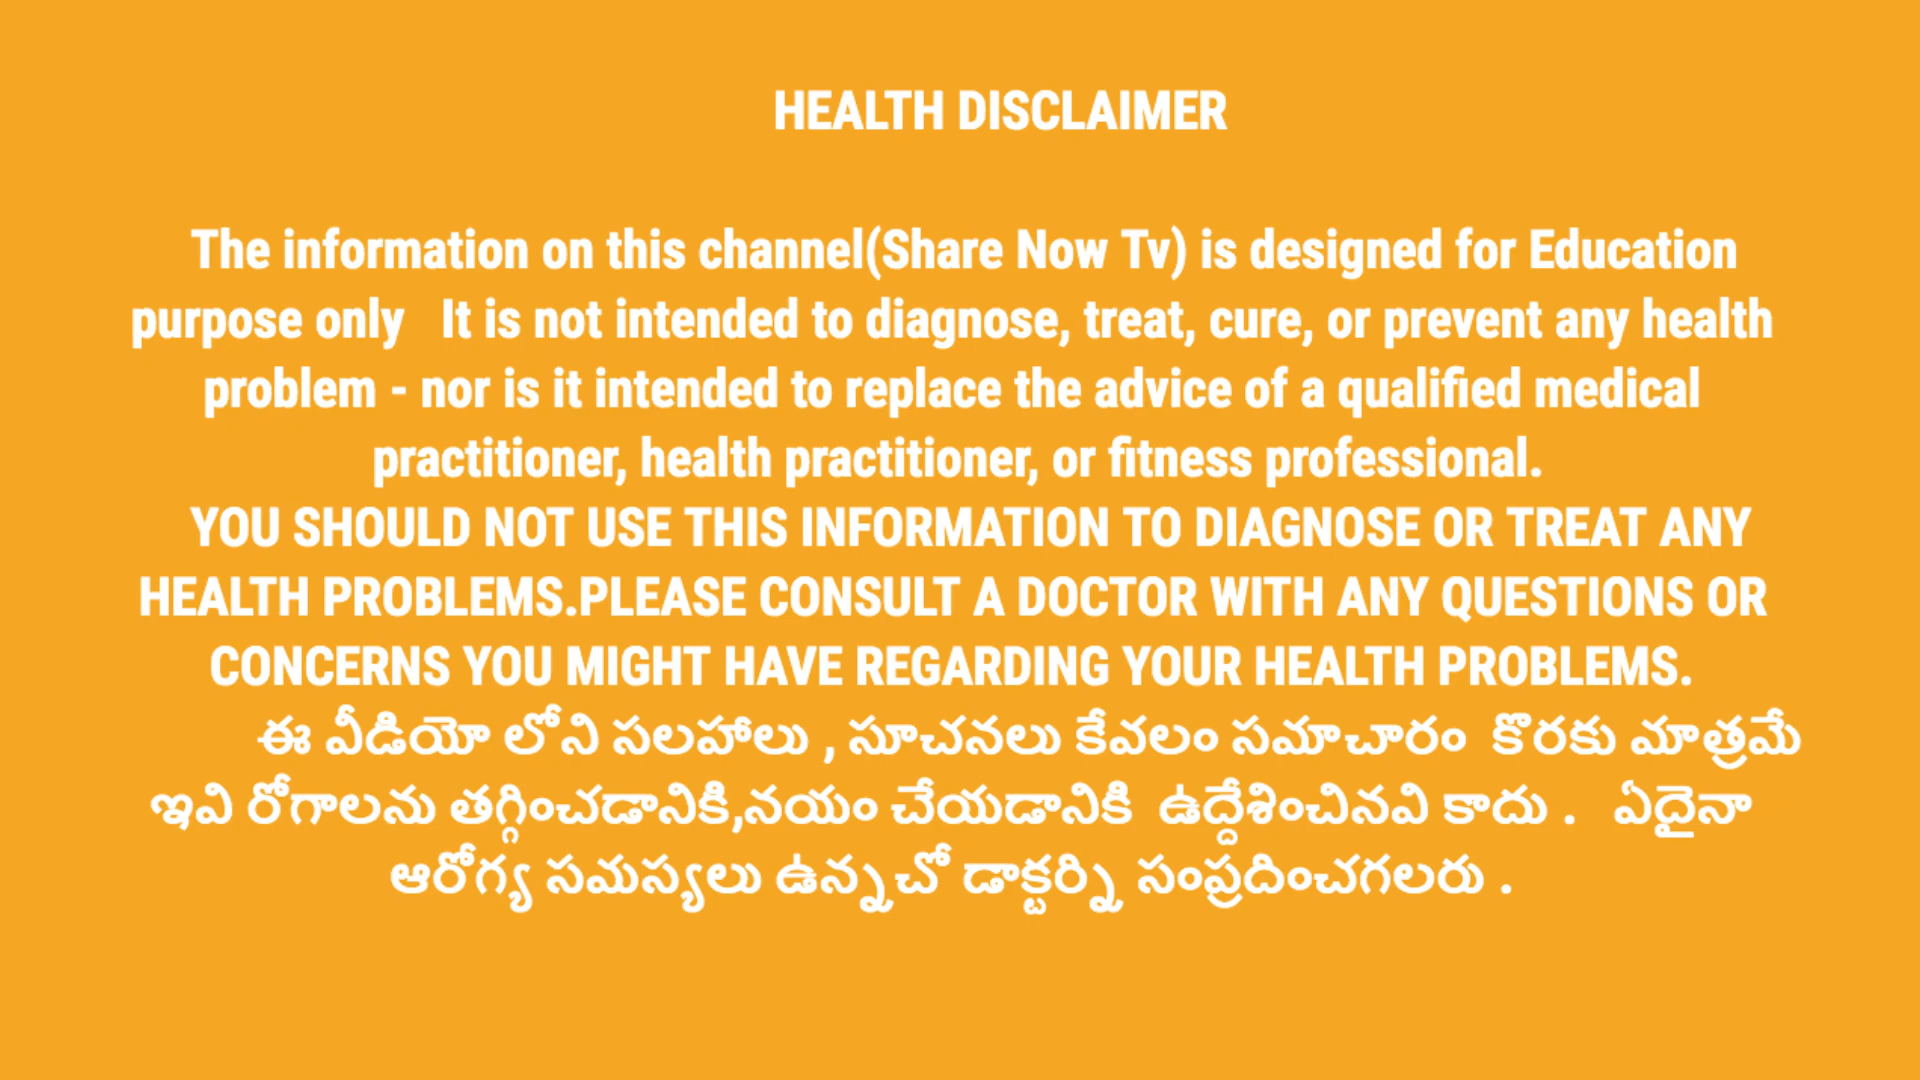 HEALTH DISCLAIMER
The information on this channel(Share Now Tv) is designed for Education
purpose only   It is not intended to diagnose, treat, cure, or prevent any health
problem - nor is it intended to replace the advice of a qualified medical
practitioner, health practitioner, or fitness professional.
YOU SHOULD NOT USE THIS INFORMATION TO DIAGNOSE OR TREAT ANY
HEALTH PROBLEMS.PLEASE CONSULT A DOCTOR WITH ANY QUESTIONS OR
CONCERNS YOU MIGHT HAVE REGARDING YOUR HEALTH PROBLEMS.
ఈ వీడియో లోని సలహాలు , సూచనలు కేవలం సమాచారం  కొరకు మాత్రమే
ఇవి రోగాలను తగ్గించడానికి,నయం చేయడానికి  ఉద్దేశించినవి కాదు .   ఏదైనా
ఆరోగ్య సమస్యలు ఉన్నచో డాక్టర్ని సంప్రదించగలరు .